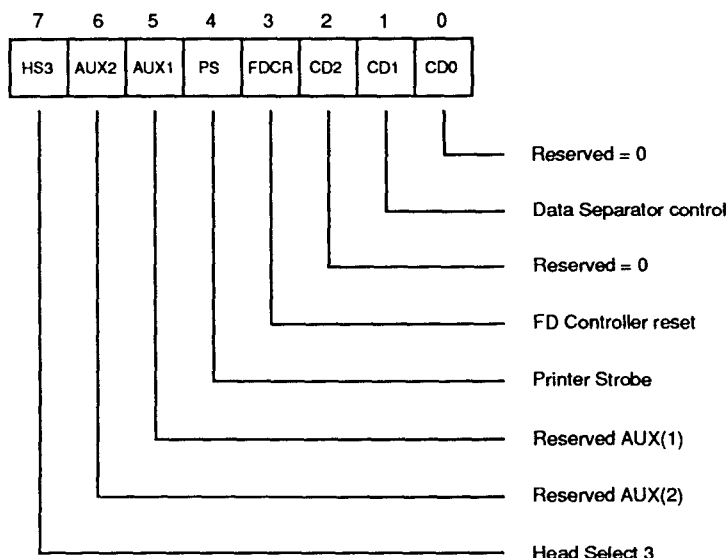 7 6 5 4 3 2 1 0
HS3 AUX2 AUX1 PS FDCR CD2 CD1 CD0
Reserved = 0
Data Separator control
Reserved = 0
FD Controller reset
Printer Strobe
Reserved AUX(1)
Reserved AUX(2)
Head Select 3